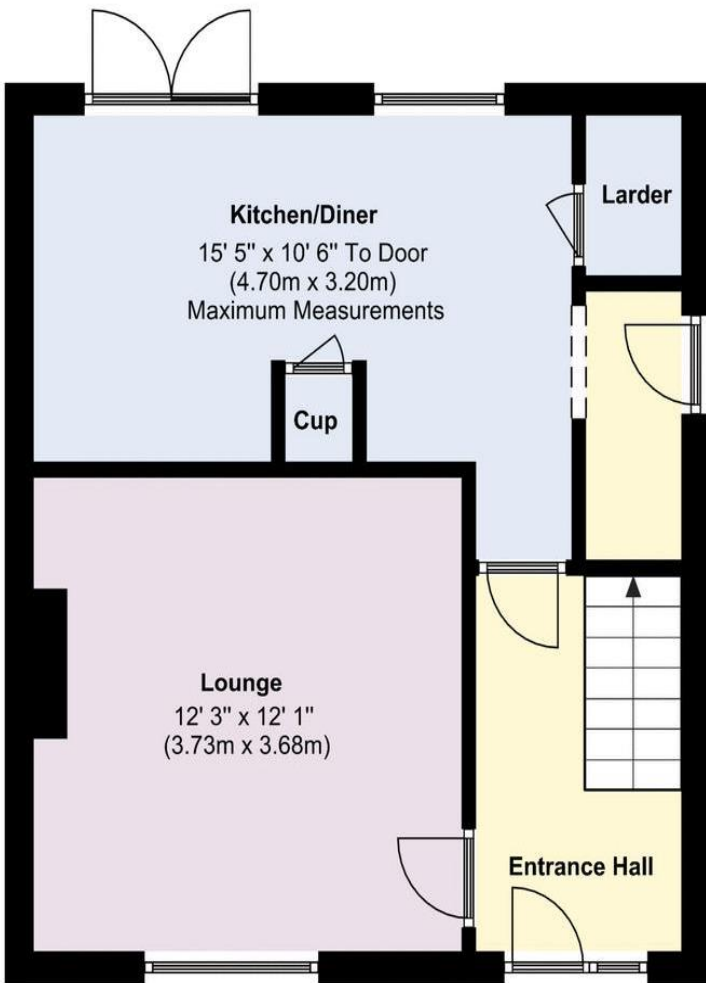 Kitchen/Diner
15' 5" x 10' 6" To Door
(4.70m x 3.20m)
Maximum Measurements
Larder
Cup
Lounge
12' 3" x 12' 1"
(3.73m x 3.68m)
Entrance Hall